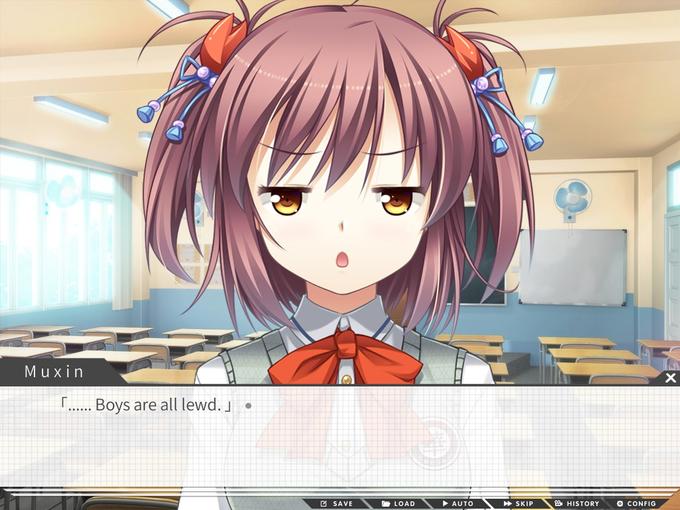 Muxin
「...... Boys are all lewd. 」
SAVE
LOAD
AUTO
SKIP
HISTORY
CONFIG